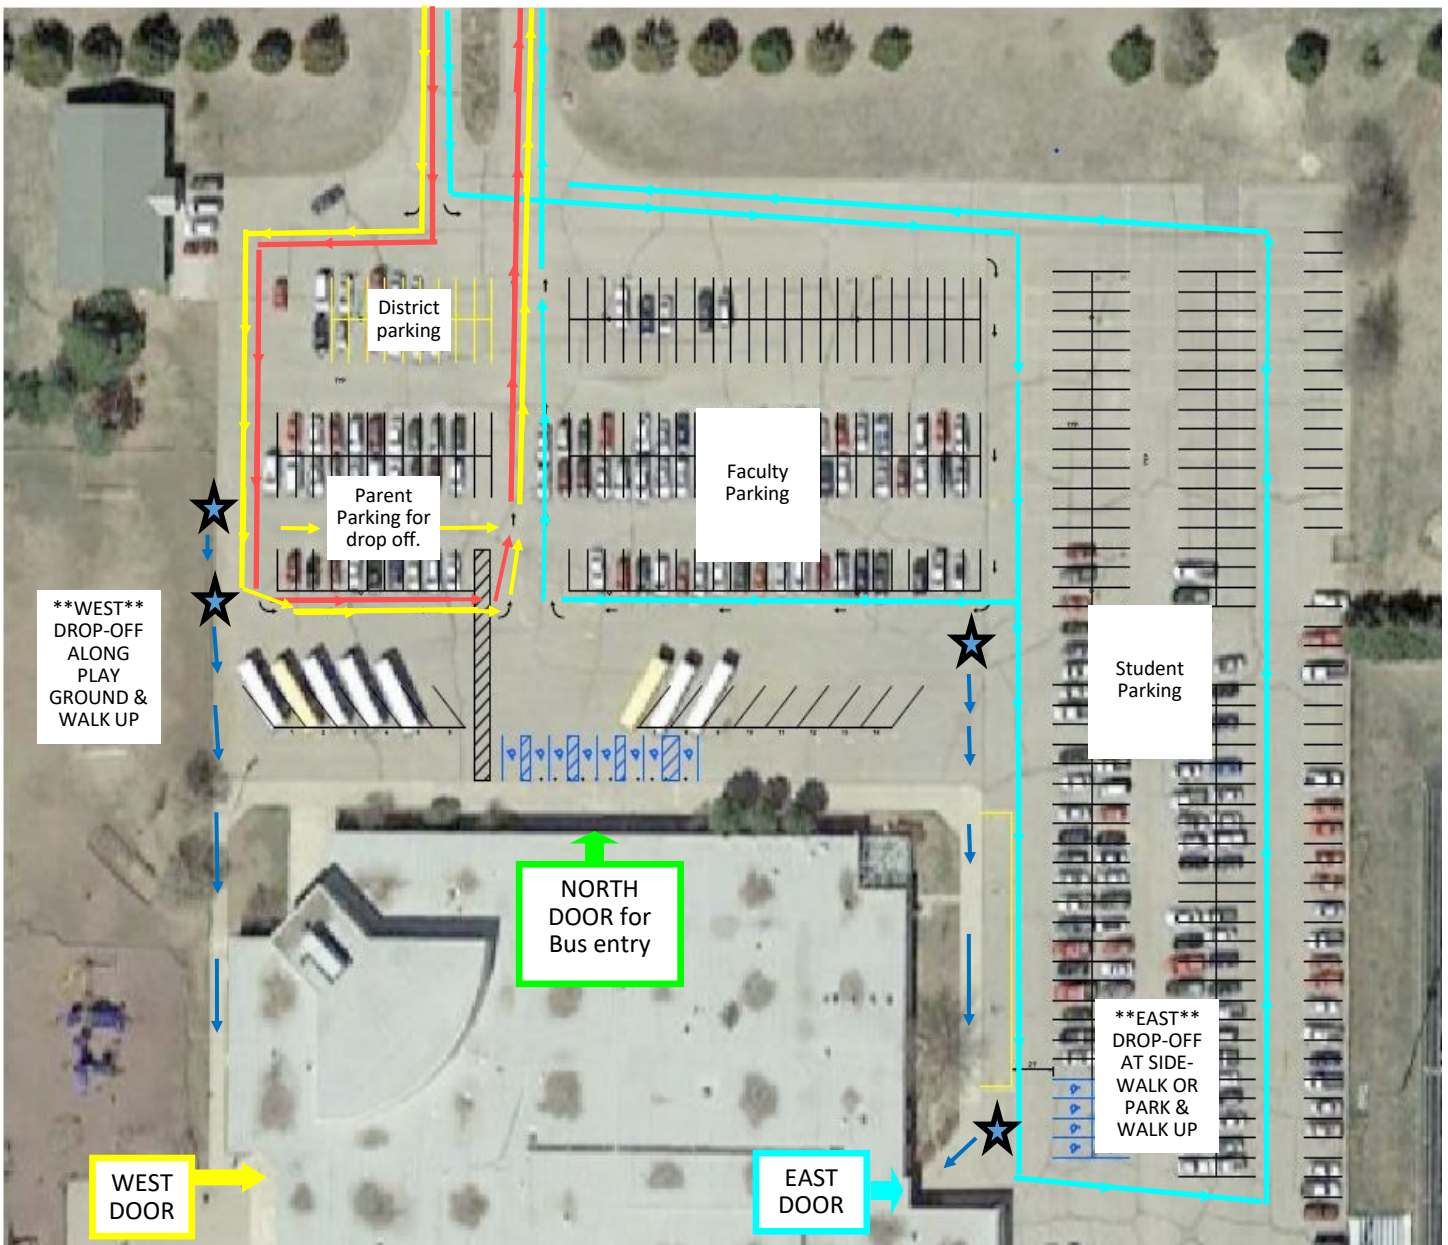 District
parking
Parent
Parking for
drop off.
Faculty
Parking
**WEST**
DROP-OFF
ALONG
PLAY
GROUND &
WALK UP
Student
Parking
NORTH
DOOR for
Bus entry
**EAST**
DROP-OFF
AT SIDE-
WALK OR
PARK &
WALK UP
WEST
DOOR
EAST
DOOR